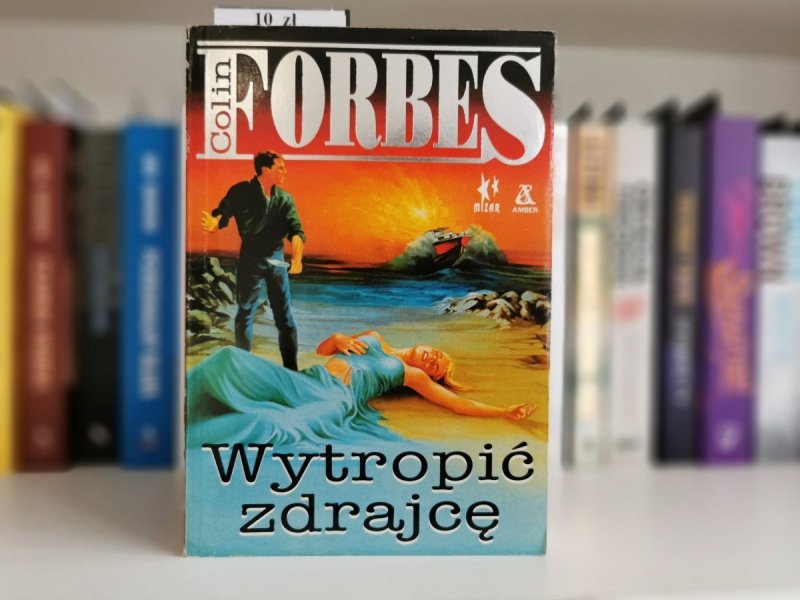 10 zł
Colin
FORBES
MIZAR
AMBER
Wytropić
zdrajcę